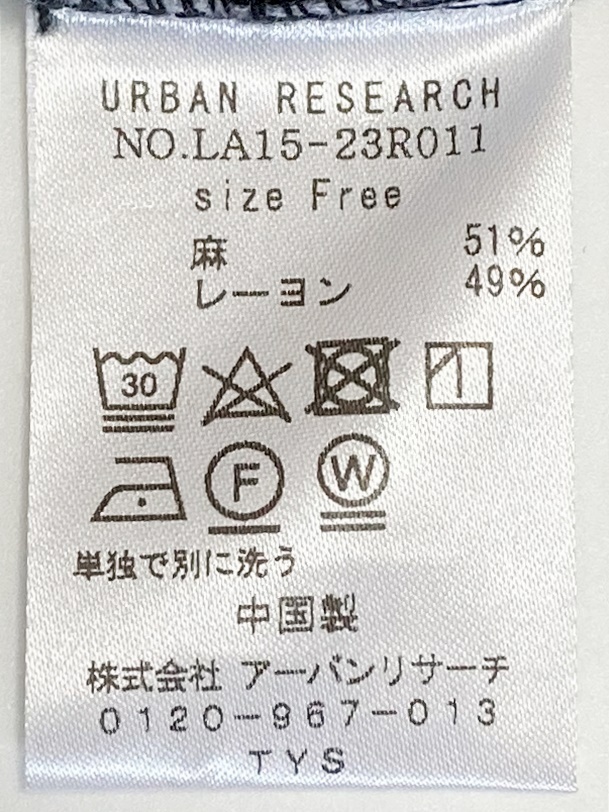 URBAN RESEARCH
NO.LA15-23R011
size Free
麻 51%
レーヨン 49%
30
F W
単独で別に洗う
中国製
株式会社 アーバンリサーチ
0120-967-013
TYS